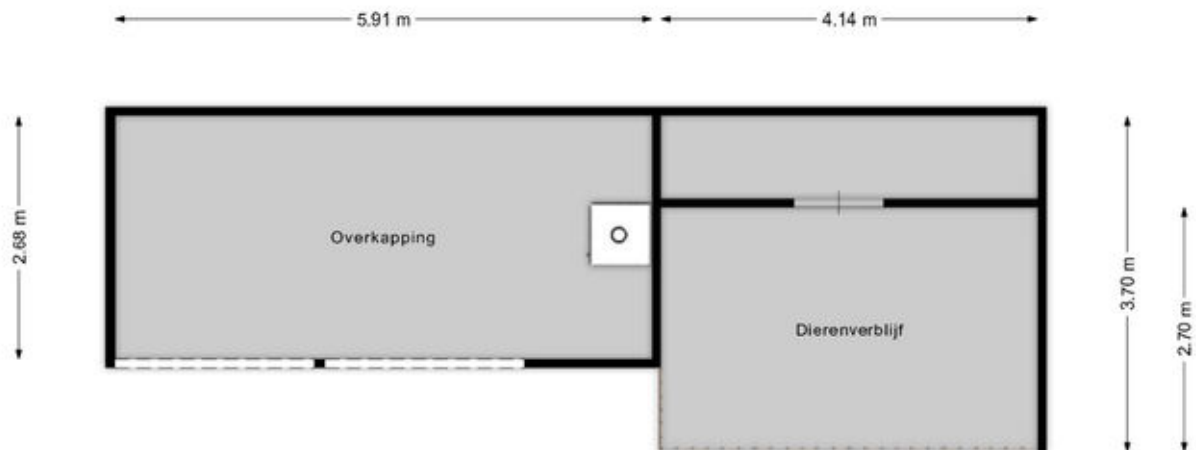 5.91 m
4.14 m
2.68 m
Overkapping
3.70 m
2.70 m
Dierenverblijf